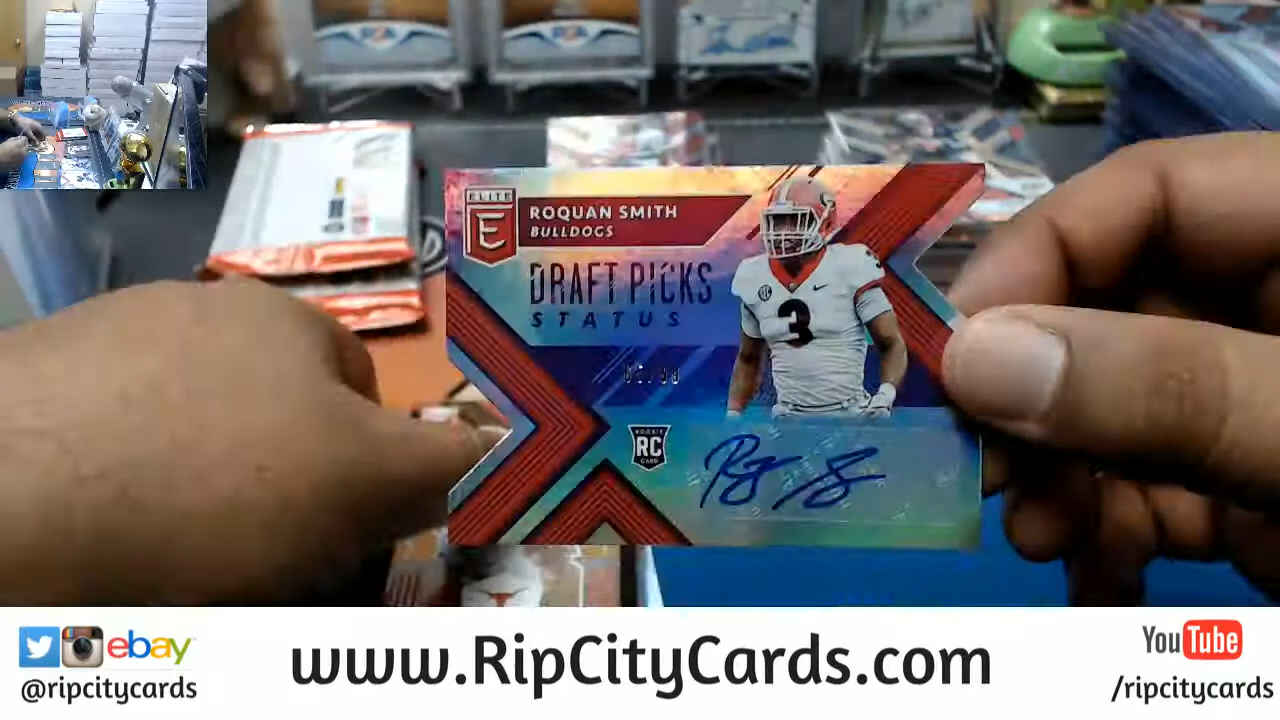 ELITE
E
ROQUAN SMITH
BULLDOGS
DRAFT PICKS
STATUS
3
ROOKIE
RC
CARD
ebay
@ripcitycards
www.RipCityCards.com
YouTube
/ripcitycards